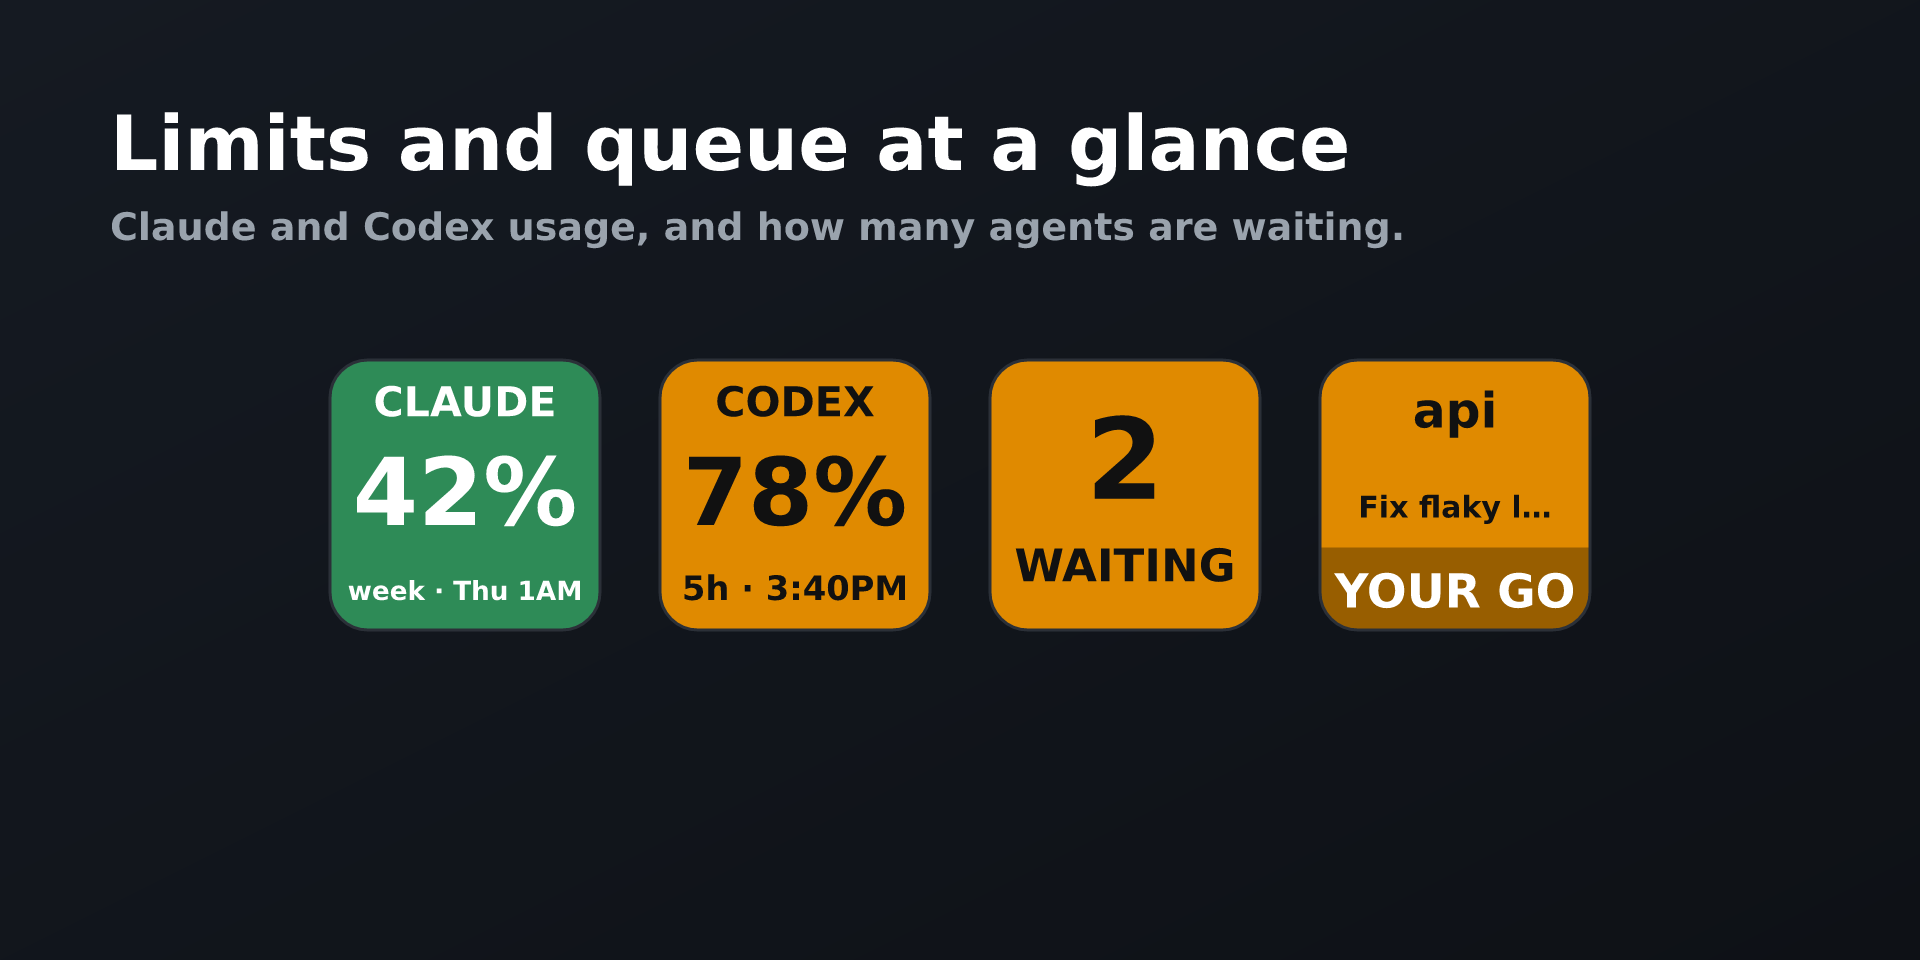 Limits and queue at a glance
Claude and Codex usage, and how many agents are waiting.
CLAUDE
42%
week · Thu 1AM
CODEX
78%
5h · 3:40PM
2
WAITING
api
Fix flaky l…
YOUR GO